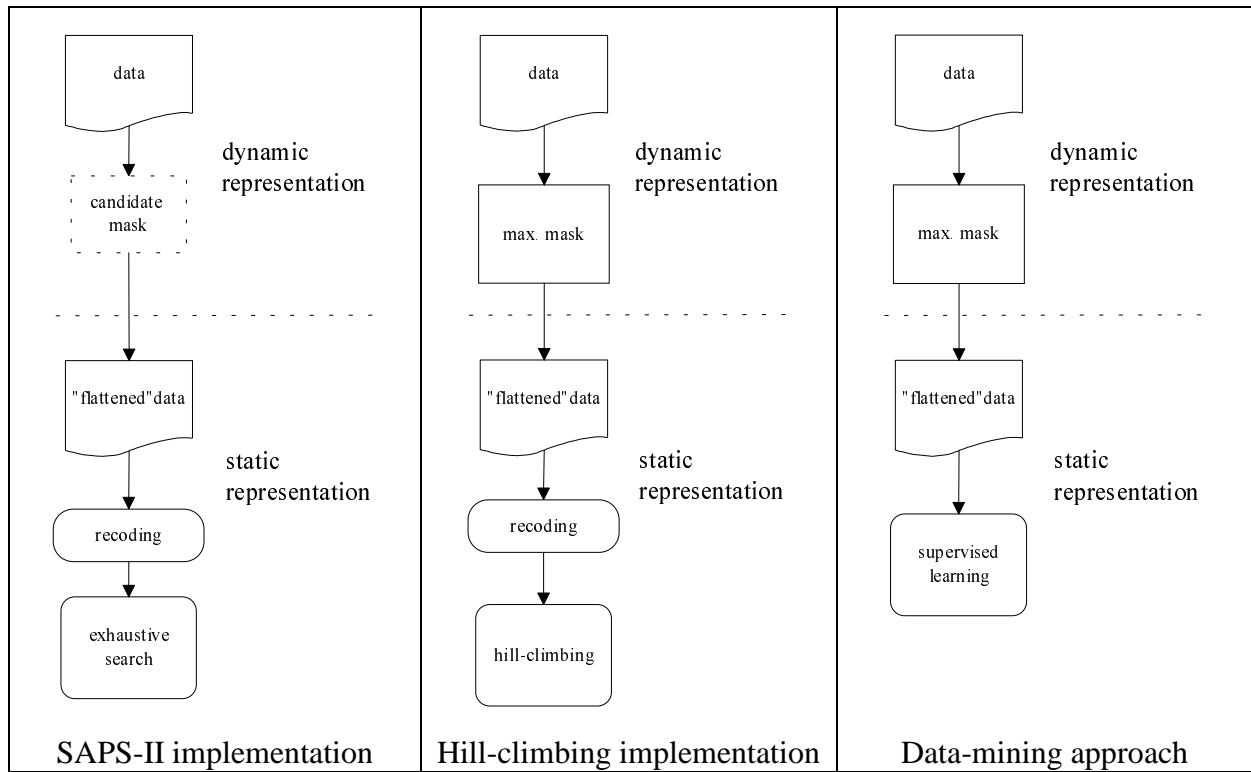 data
dynamic
representation
candidate
mask
"flattened" data
static
representation
recoding
exhaustive
search
SAPS-II implementation
data
dynamic
representation
max. mask
"flattened" data
static
representation
recoding
hill-climbing
Hill-climbing implementation
data
dynamic
representation
max. mask
"flattened" data
static
representation
supervised
learning
Data-mining approach